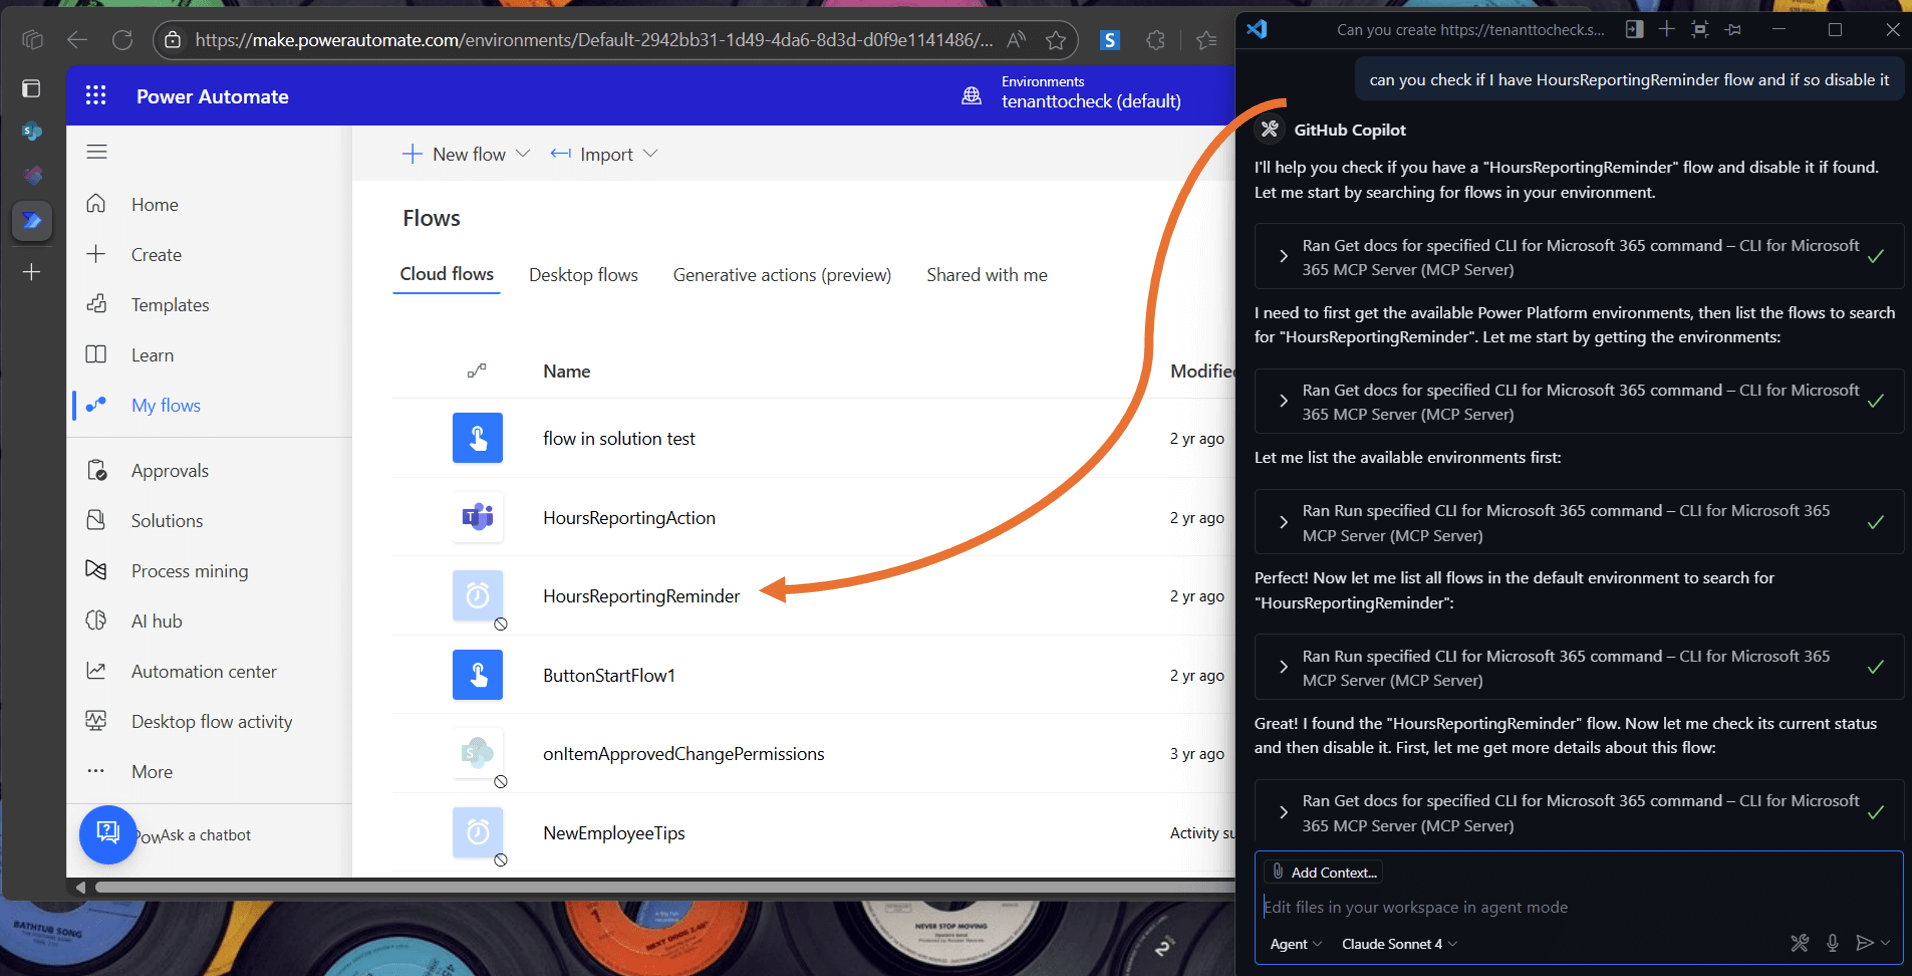 https://make.powerautomate.com/environments/Default-2942bb31-1d49-4da6-8d3d-d0f9e1141486/...
Power Automate
Environments
tenanttocheck (default)
New flow
Import
Home
Create
Templates
Learn
My flows
Approvals
Solutions
Process mining
AI hub
Automation center
Desktop flow activity
More
Ask a chatbot
Flows
Cloud flows
Desktop flows
Generative actions (preview)
Shared with me
Name
Modified
flow in solution test
2 yr ago
HoursReportingAction
2 yr ago
HoursReportingReminder
2 yr ago
ButtonStartFlow1
2 yr ago
onItemApprovedChangePermissions
3 yr ago
NewEmployeeTips
Activity su
Can you create https://tenanttocheck.s...
can you check if I have HoursReportingReminder flow and if so disable it
GitHub Copilot
I'll help you check if you have a "HoursReportingReminder" flow and disable it if found.
Let me start by searching for flows in your environment.
Ran Get docs for specified CLI for Microsoft 365 command – CLI for Microsoft
365 MCP Server (MCP Server)
I need to first get the available Power Platform environments, then list the flows to search
for "HoursReportingReminder". Let me start by getting the environments:
Ran Get docs for specified CLI for Microsoft 365 command – CLI for Microsoft
365 MCP Server (MCP Server)
Let me list the available environments first:
Ran Run specified CLI for Microsoft 365 command – CLI for Microsoft 365
MCP Server (MCP Server)
Perfect! Now let me list all flows in the default environment to search for
"HoursReportingReminder":
Ran Run specified CLI for Microsoft 365 command – CLI for Microsoft 365
MCP Server (MCP Server)
Great! I found the "HoursReportingReminder" flow. Now let me check its current status
and then disable it. First, let me get more details about this flow:
Ran Get docs for specified CLI for Microsoft 365 command – CLI for Microsoft
365 MCP Server (MCP Server)
Add Context...
Edit files in your workspace in agent mode
Agent
Claude Sonnet 4
BATHTUB SONG
NEVER STOP MOVING